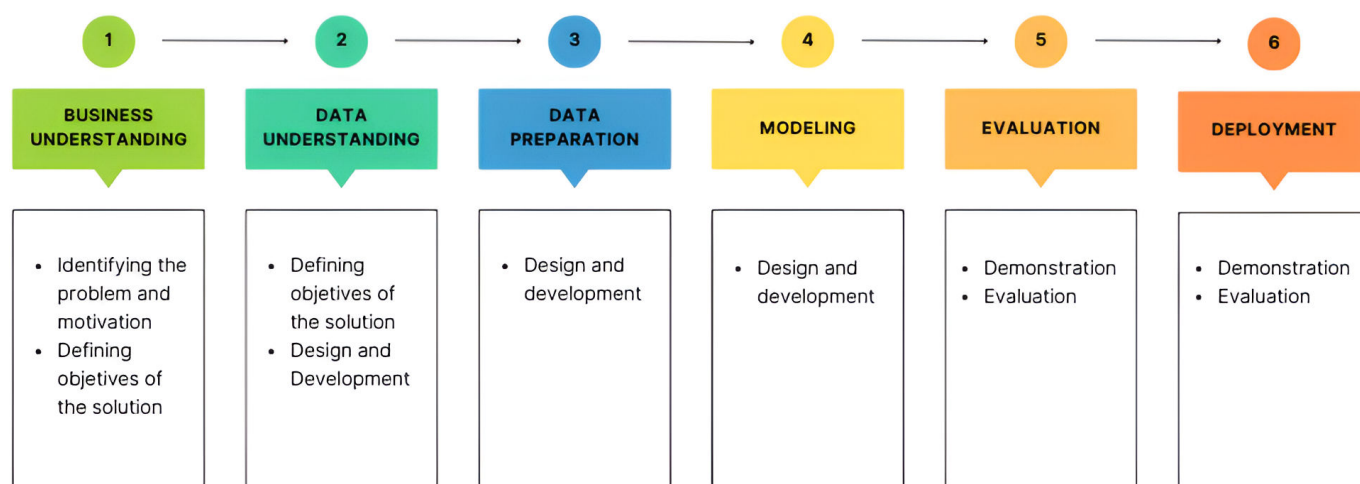 1
2
3
4
5
6
BUSINESS
UNDERSTANDING
DATA
UNDERSTANDING
DATA
PREPARATION
MODELING
EVALUATION
DEPLOYMENT
• Identifying the
problem and
motivation
• Defining
objetives of
the solution
• Defining
objetives of
the solution
• Design and
Development
• Design and
development
• Design and
development
• Demonstration
• Evaluation
• Demonstration
• Evaluation